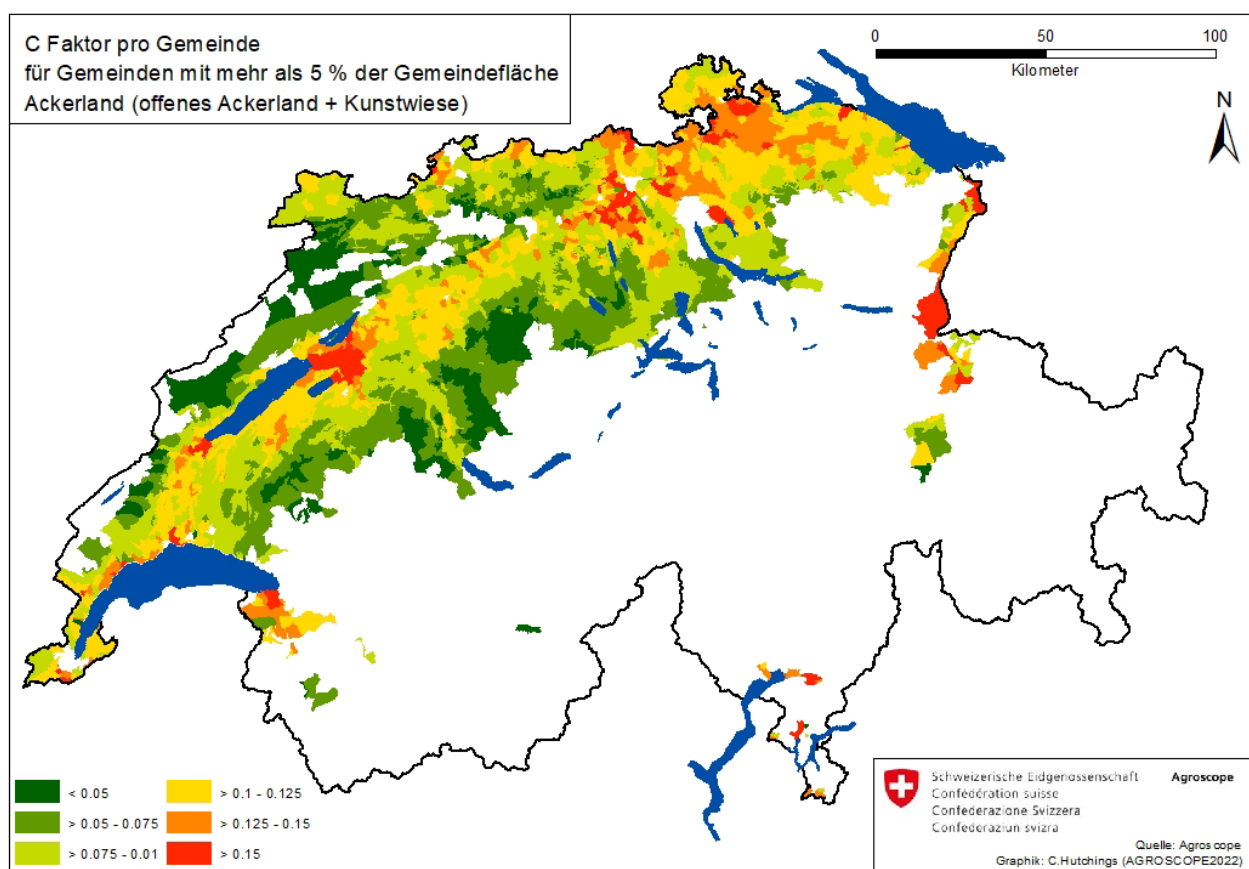 C Faktor pro Gemeinde
für Gemeinden mit mehr als 5 % der Gemeindefläche
Ackerland (offenes Ackerland + Kunstwiese)
0 50 100
Kilometer
N
< 0.05
> 0.05 - 0.075
> 0.075 - 0.01
> 0.1 - 0.125
> 0.125 - 0.15
> 0.15
Schweizerische Eidgenossenschaft Agroscope
Confédération suisse
Confederazione Svizzera
Confederaziun svizra
Quelle: Agroscope
Graphik: C.Hutchings (AGROSCOPE2022)